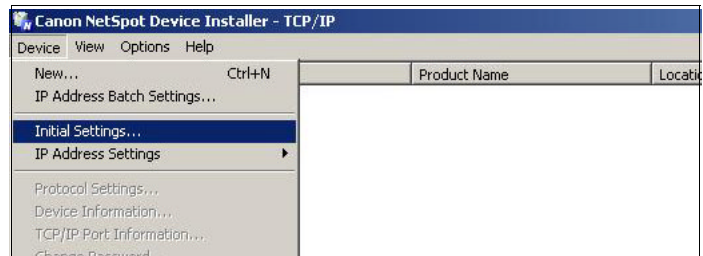 Canon NetSpot Device Installer - TCP/IP
Device View Options Help
New... Ctrl+N
Product Name
IP Address Batch Settings...
Initial Settings...
IP Address Settings
Protocol Settings...
Device Information...
TCP/IP Port Information...